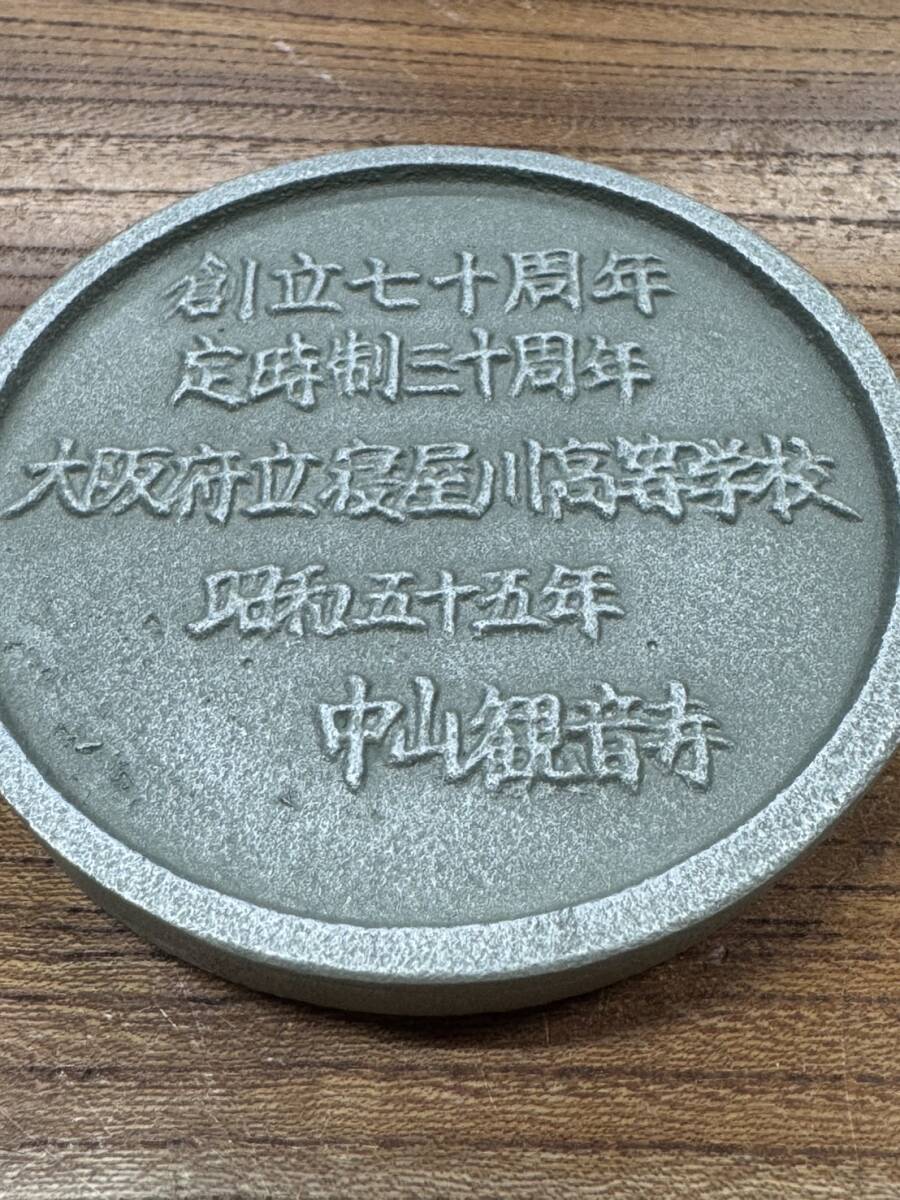 創立七十周年
定時制三十周年
大阪府立寝屋川高等学校
昭和五十五年
中山観音寺